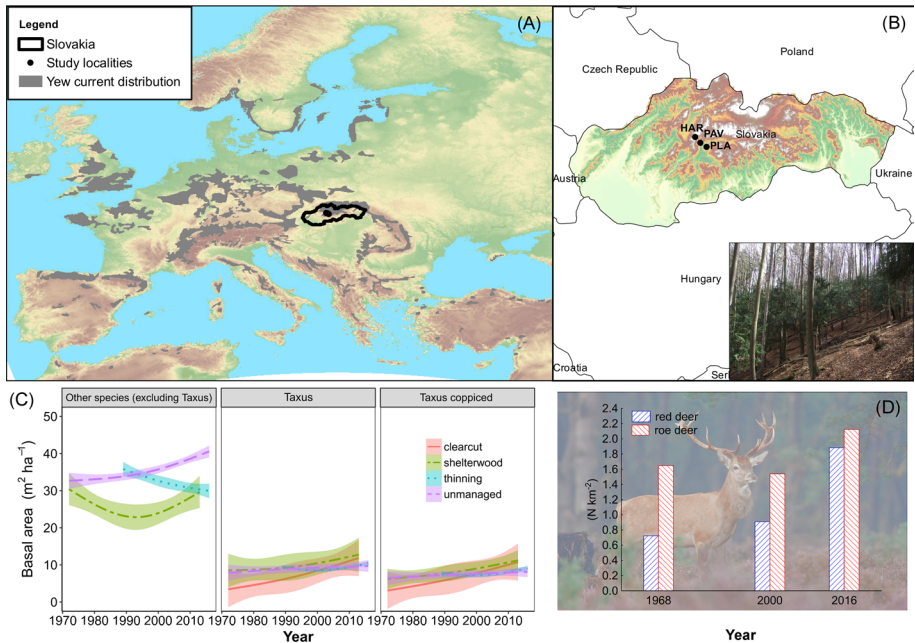 Legend
Slovakia
Study localities
Yew current distribution
(A)
(B)
Poland
Czech Republic
HAR
PAV
Slovakia
PLA
Austria
Ukraine
Hungary
Croatia
Ser
(C)
Other species (excluding Taxus)
Taxus
Taxus coppiced
50
40
30
20
10
0
Basal area (m² ha⁻¹)
clearcut
shelterwood
thinning
unmanaged
1970 1980 1990 2000 2010
1970 1980 1990 2000 2010
1970 1980 1990 2000 2010
Year
(D)
red deer
roe deer
2.4
2.2
2.0
1.8
1.6
1.4
1.2
1.0
0.8
0.6
0.4
0.2
0.0
(N km⁻²)
1968 2000 2016
Year